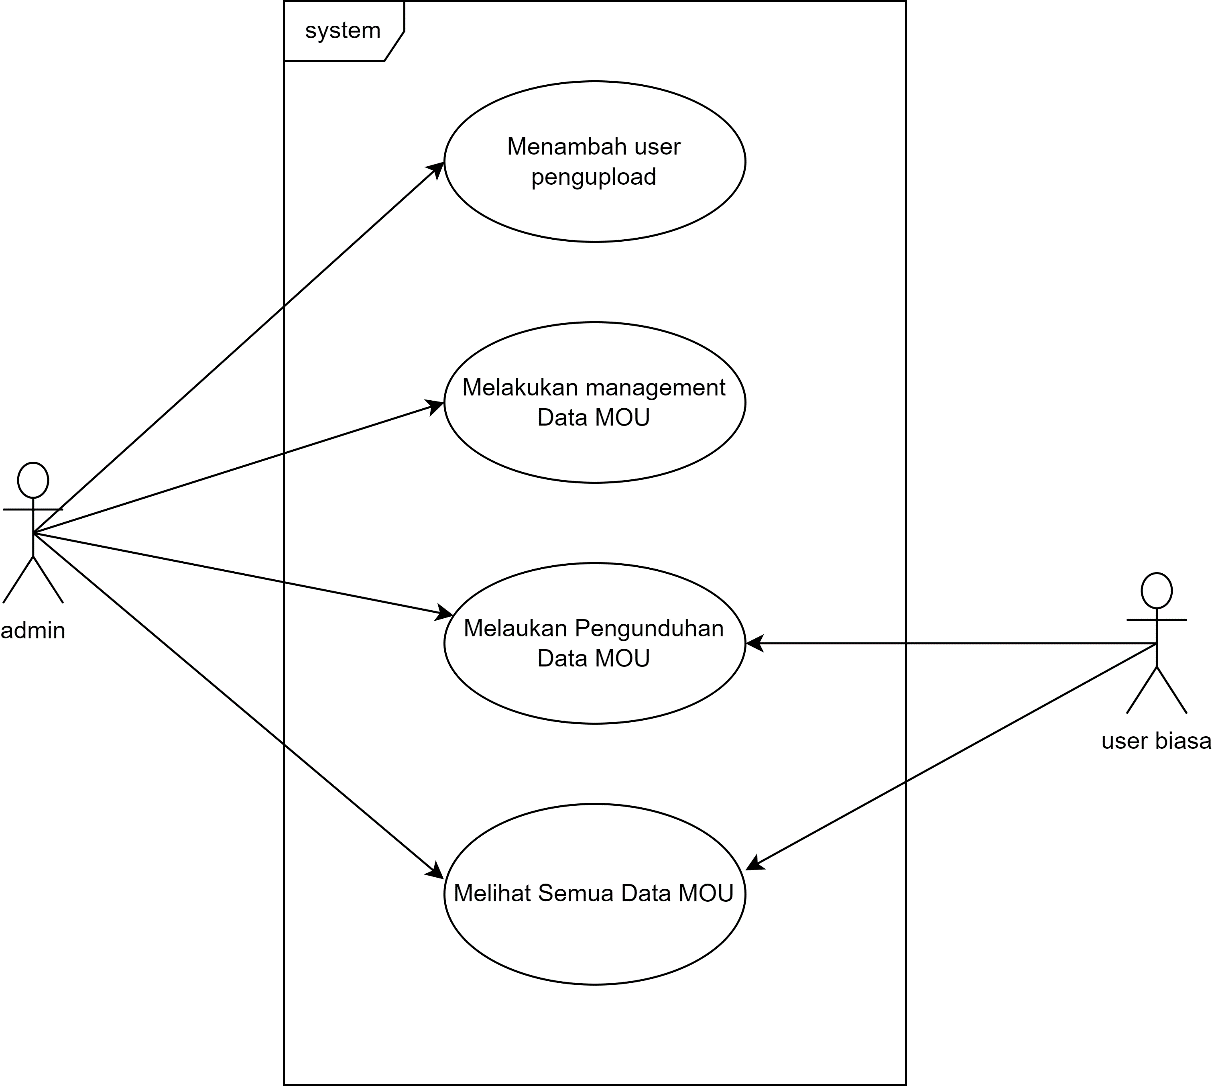 system
Menambah user
pengupload
Melakukan management
Data MOU
admin
Melaukan Pengunduhan
Data MOU
user biasa
Melihat Semua Data MOU